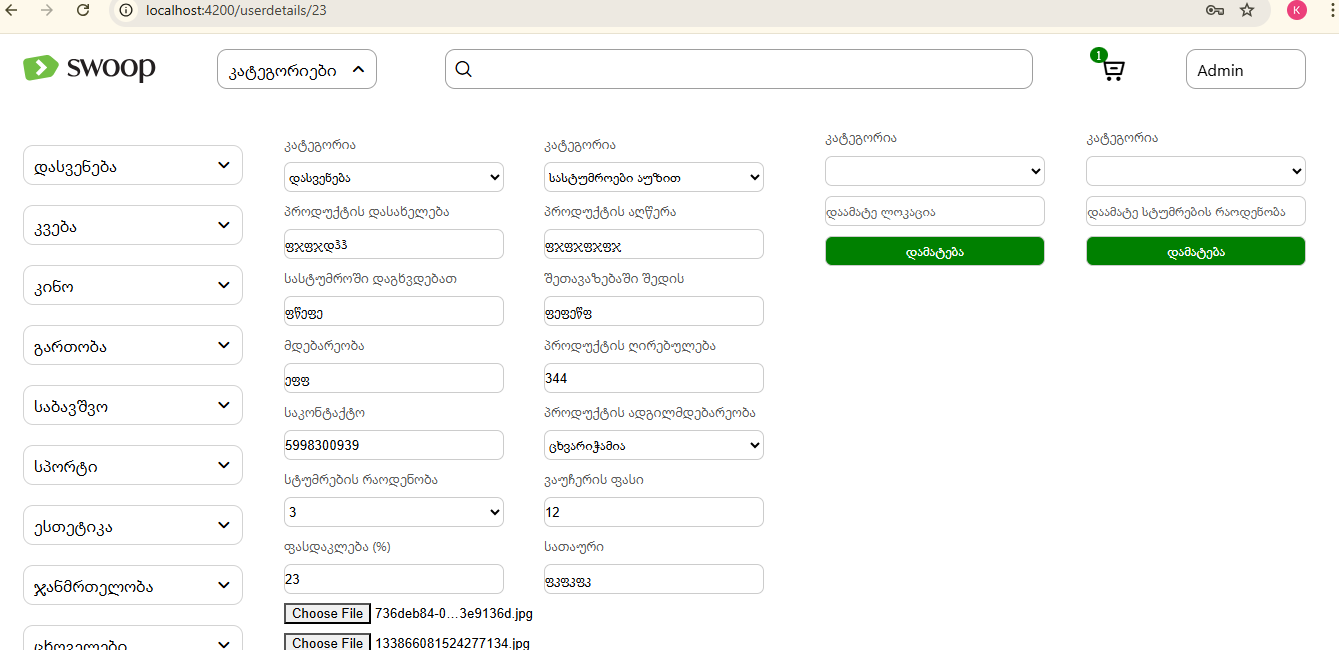 localhost:4200/userdetails/23
K
swoop
კატეგორიები
1
Admin
დასვენება
კვება
კინო
გართობა
საბავშვო
სპორტი
ესთეტიკა
ჯანმრთელობა
ცხოველები
კატეგორია
კატეგორია
დასვენება
სასტუმროები აუზით
პროდუქტის დასახელება
პროდუქტის აღწერა
ფჯფჯდჰჰ
ფჯფჯფჯფჯ
სასტუმროში დაგხვდებათ
შეთავაზებაში შედის
ფწეფე
ფეფეწფ
მდებარეობა
პროდუქტის ღირებულება
ეფფ
344
საკონტაქტო
პროდუქტის ადგილმდებარეობა
5998300939
ცხვარიჭამია
სტუმრების რაოდენობა
ვაუჩერის ფასი
3
12
ფასდაკლება (%)
სათაური
23
ფკფკფკ
Choose File 736deb84-0...3e9136d.jpg
Choose File 133866081524277134.jpg
კატეგორია
დაამატე ლოკაცია
დამატება
კატეგორია
დაამატე სტუმრების რაოდენობა
დამატება